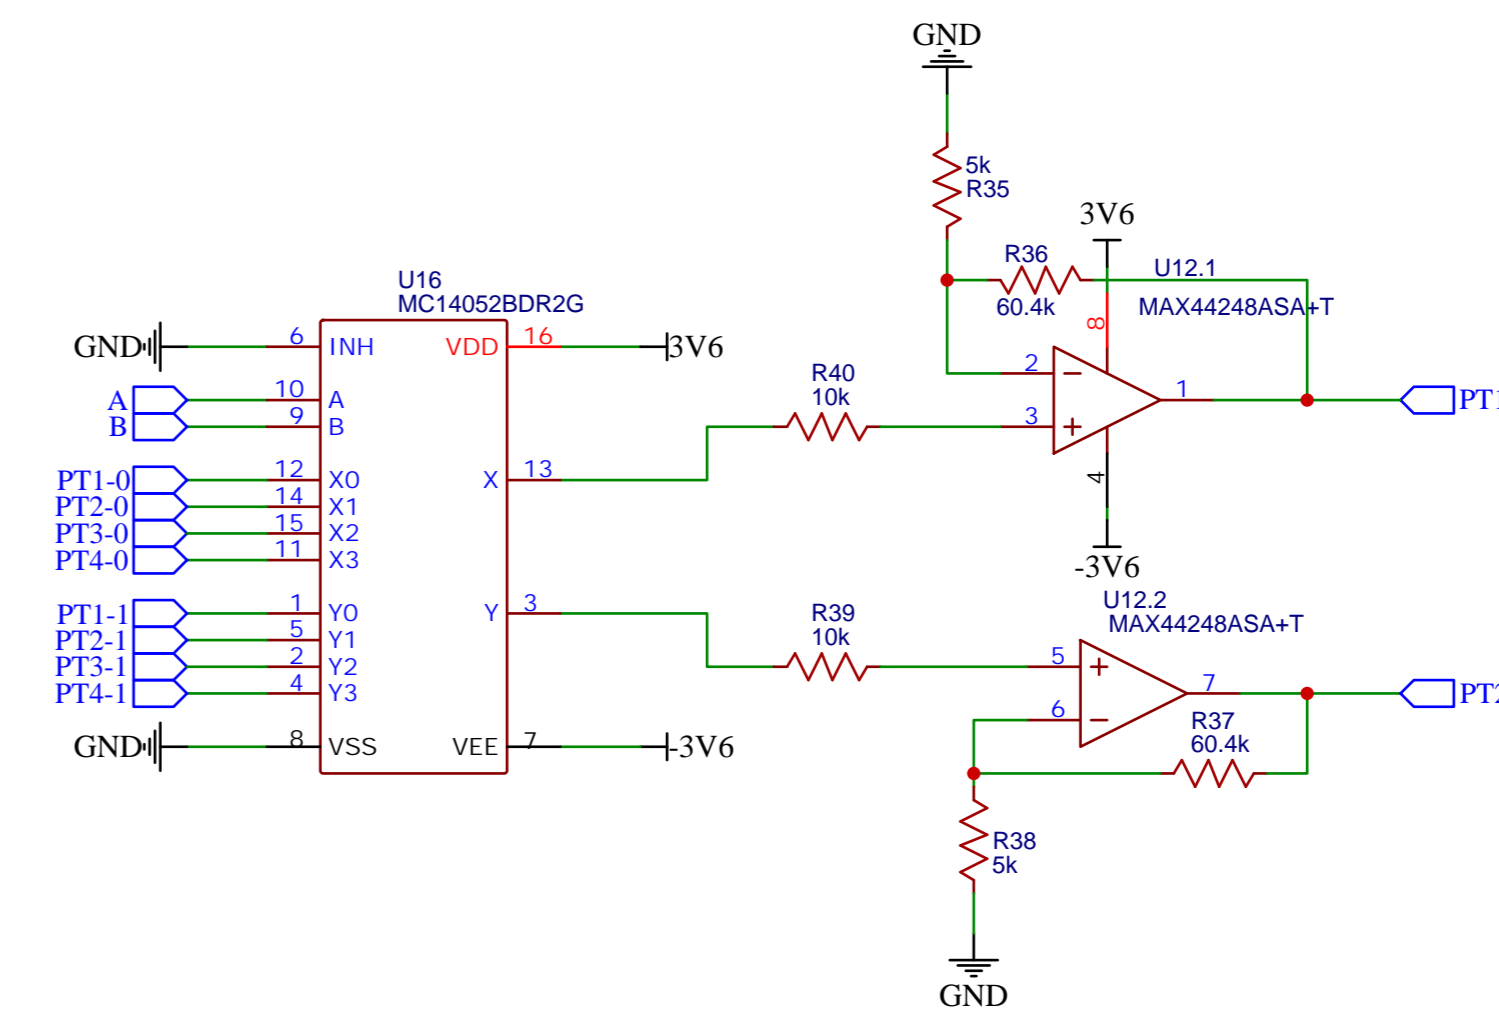 GND
5k
R35
3V6
R36
60.4k
U12.1
MAX44248ASA+T
8
2
3
1
4
-3V6
PT1
U16
MC14052BDR2G
GND
6
INH
VDD
16
3V6
A
10
A
B
9
B
PT1-0
12
X0
PT2-0
14
X1
PT3-0
15
X2
PT4-0
11
X3
X
13
PT1-1
1
Y0
PT2-1
5
Y1
PT3-1
2
Y2
PT4-1
4
Y3
Y
3
GND
8
VSS
VEE
7
-3V6
R40
10k
R39
10k
U12.2
MAX44248ASA+T
5
6
7
PT2
R37
60.4k
R38
5k
GND